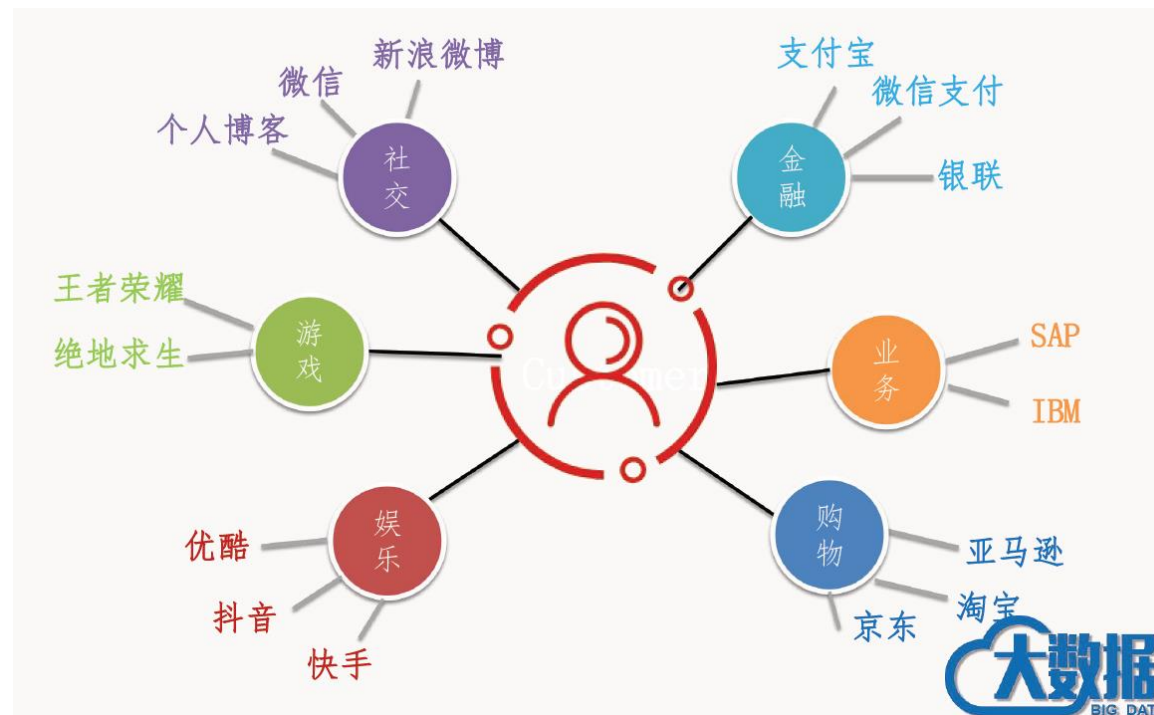 新浪微博
微信
个人博客
社交
支付宝
微信支付
银联
金融
王者荣耀
绝地求生
游戏
Customer
业务
SAP
IBM
优酷
抖音
快手
娱乐
购物
亚马逊
淘宝
京东
大数据
BIG DAT